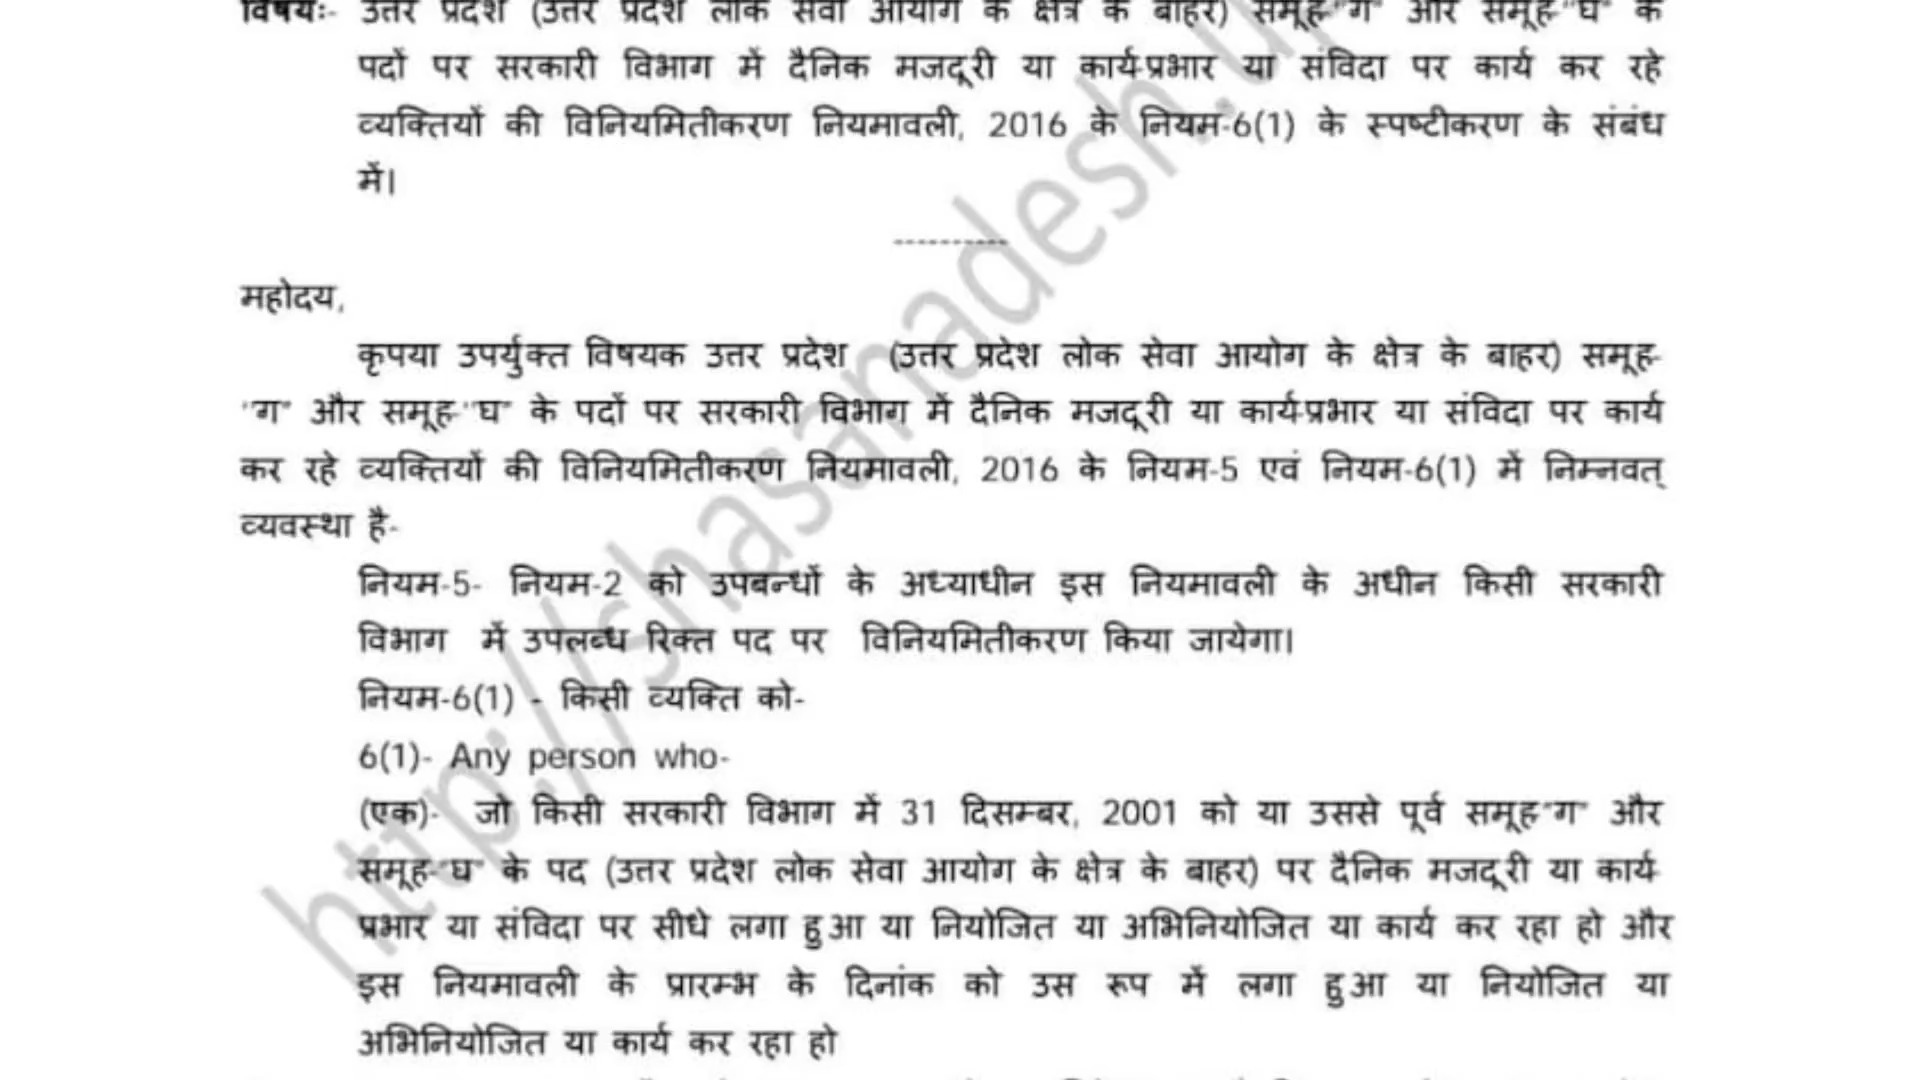 विषयः- उत्तर प्रदेश (उत्तर प्रदेश लोक सेवा आयोग के क्षेत्र के बाहर) समूह-"ग" और समूह-"घ" के
पदों पर सरकारी विभाग में दैनिक मजदूरी या कार्य-प्रभार या संविदा पर कार्य कर रहे
व्यक्तियों की विनियमितीकरण नियमावली, 2016 के नियम-6(1) के स्पष्टीकरण के संबंध
में।
----------
महोदय,
कृपया उपर्युक्त विषयक उत्तर प्रदेश (उत्तर प्रदेश लोक सेवा आयोग के क्षेत्र के बाहर) समूह-
"ग" और समूह-"घ" के पदों पर सरकारी विभाग में दैनिक मजदूरी या कार्य-प्रभार या संविदा पर कार्य
कर रहे व्यक्तियों की विनियमितीकरण नियमावली, 2016 के नियम-5 एवं नियम-6(1) में निम्नवत्
व्यवस्था है-
नियम-5- नियम-2 को उपबन्धों के अध्याधीन इस नियमावली के अधीन किसी सरकारी
विभाग में उपलब्ध रिक्त पद पर विनियमितीकरण किया जायेगा।
नियम-6(1) - किसी व्यक्ति को-
6(1)- Any person who-
(एक)- जो किसी सरकारी विभाग में 31 दिसम्बर, 2001 को या उससे पूर्व समूह-"ग" और
समूह-"घ" के पद (उत्तर प्रदेश लोक सेवा आयोग के क्षेत्र के बाहर) पर दैनिक मजदूरी या कार्य-
प्रभार या संविदा पर सीधे लगा हुआ या नियोजित या अभिनियोजित या कार्य कर रहा हो और
इस नियमावली के प्रारम्भ के दिनांक को उस रूप में लगा हुआ या नियोजित या
अभिनियोजित या कार्य कर रहा हो
http://shasanadesh.up